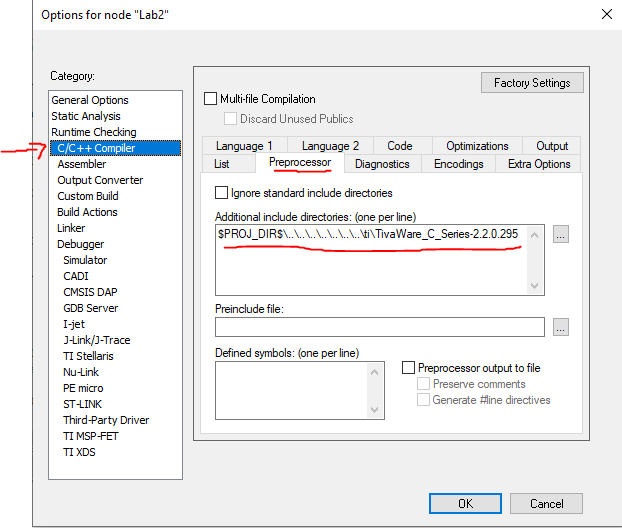 Options for node "Lab2"
Category:
General Options
Static Analysis
Runtime Checking
C/C++ Compiler
Assembler
Output Converter
Custom Build
Build Actions
Linker
Debugger
Simulator
CADI
CMSIS DAP
GDB Server
I-jet
J-Link/J-Trace
TI Stellaris
Nu-Link
PE micro
ST-LINK
Third-Party Driver
TI MSP-FET
TI XDS
Factory Settings
Multi-file Compilation
Discard Unused Publics
Language 1 Language 2 Code Optimizations Output
List Preprocessor Diagnostics Encodings Extra Options
Ignore standard include directories
Additional include directories: (one per line)
$PROJ_DIR$\..\..\..\..\..\..\..\..\ti\TivaWare_C_Series-2.2.0.295
...
Preinclude file:
...
Defined symbols: (one per line)
Preprocessor output to file
Preserve comments
Generate #line directives
OK Cancel